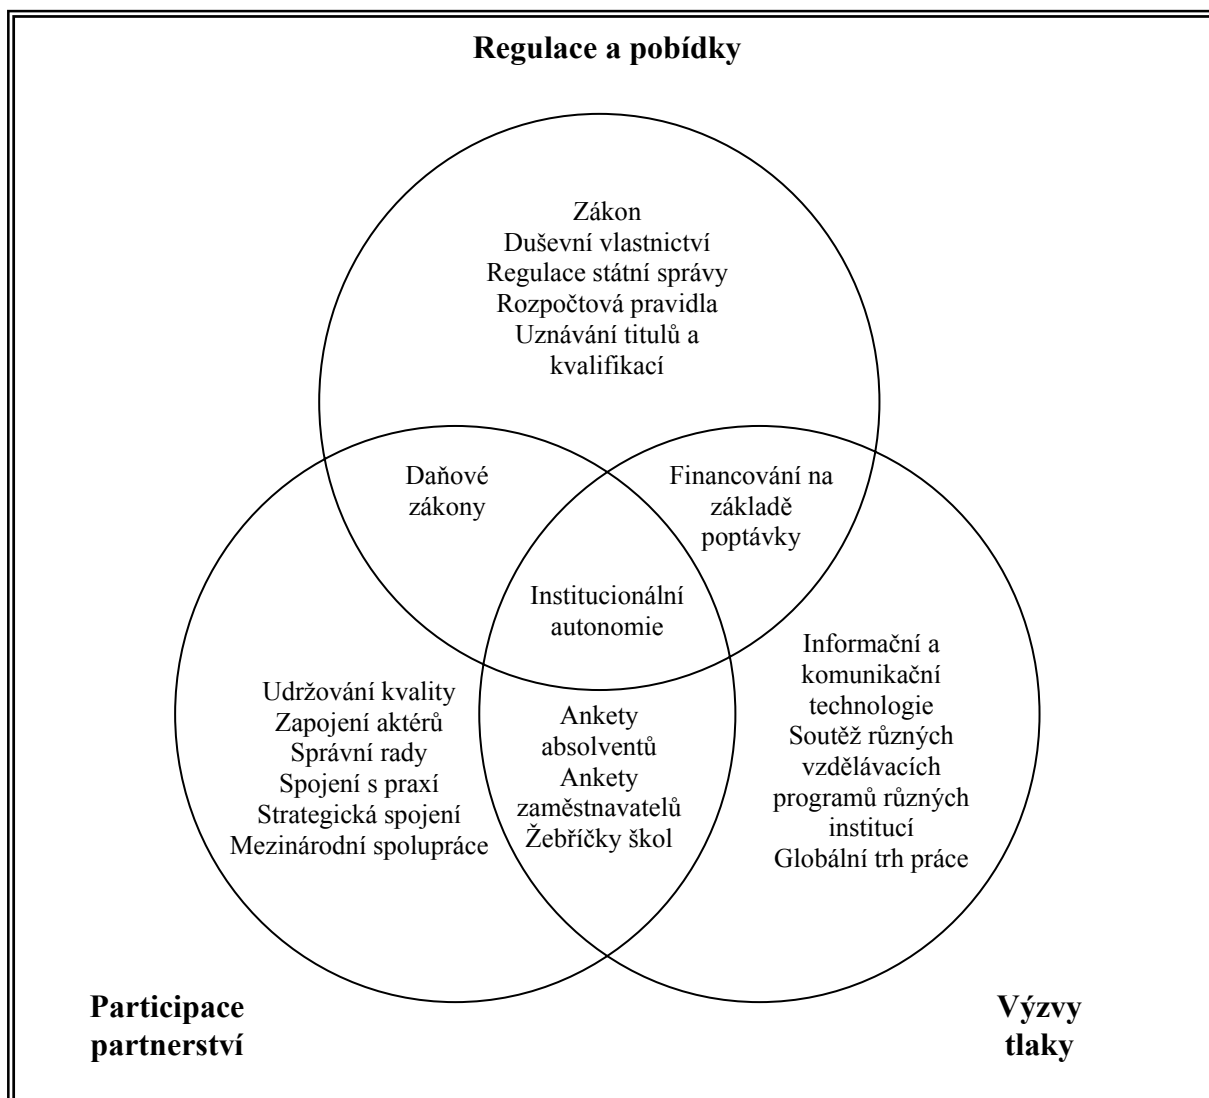 Regulace a pobídky
Zákon
Duševní vlastnictví
Regulace státní správy
Rozpočtová pravidla
Uznávání titulů a
kvalifikací
Daňové
zákony
Financování na
základě
poptávky
Institucionální
autonomie
Udržování kvality
Zapojení aktérů
Správní rady
Spojení s praxí
Strategická spojení
Mezinárodní spolupráce
Ankety
absolventů
Ankety
zaměstnavatelů
Žebříčky škol
Informační a
komunikační
technologie
Soutěž různých
vzdělávacích
programů různých
institucí
Globální trh práce
Participace
partnerství
Výzvy
tlaky